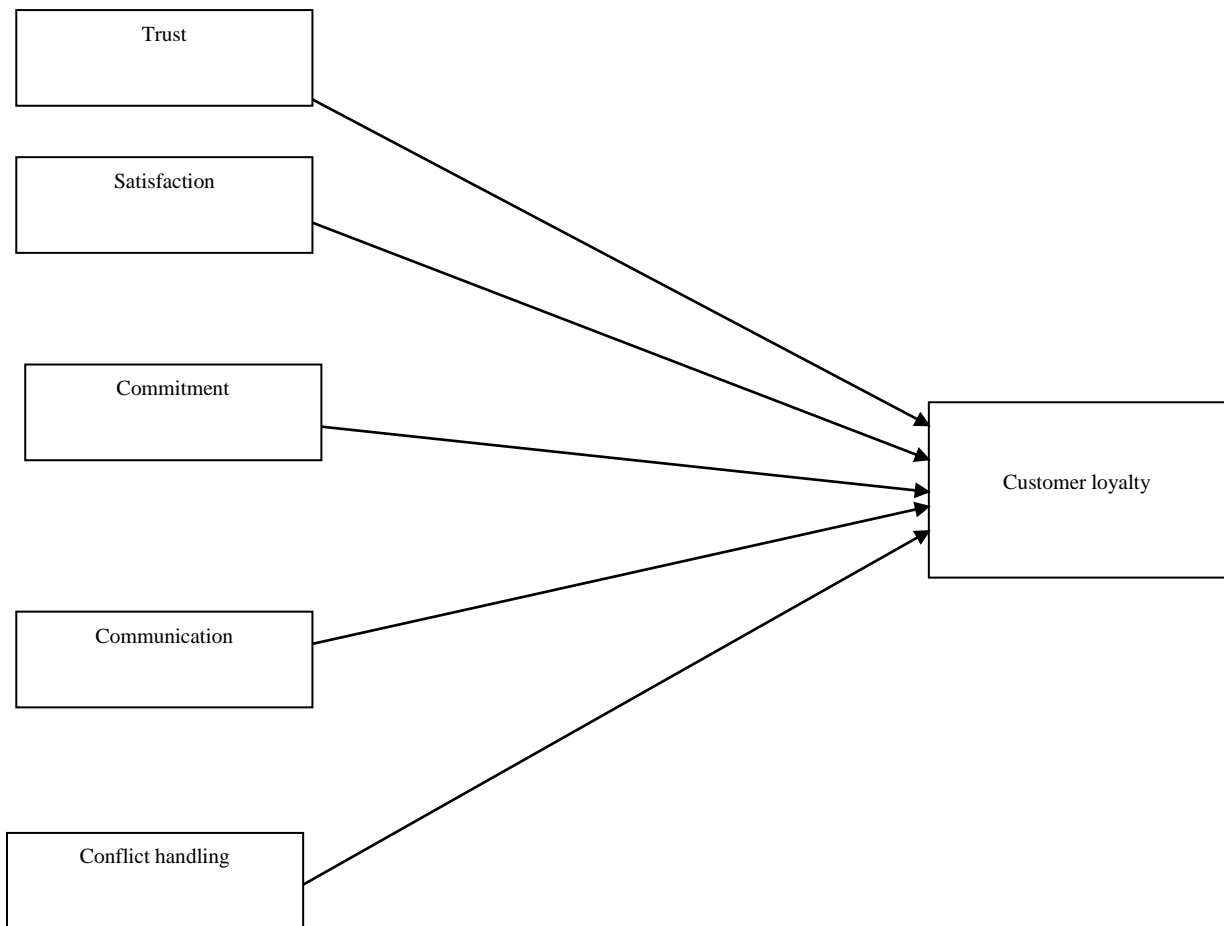 Trust
Satisfaction
Commitment
Customer loyalty
Communication
Conflict handling